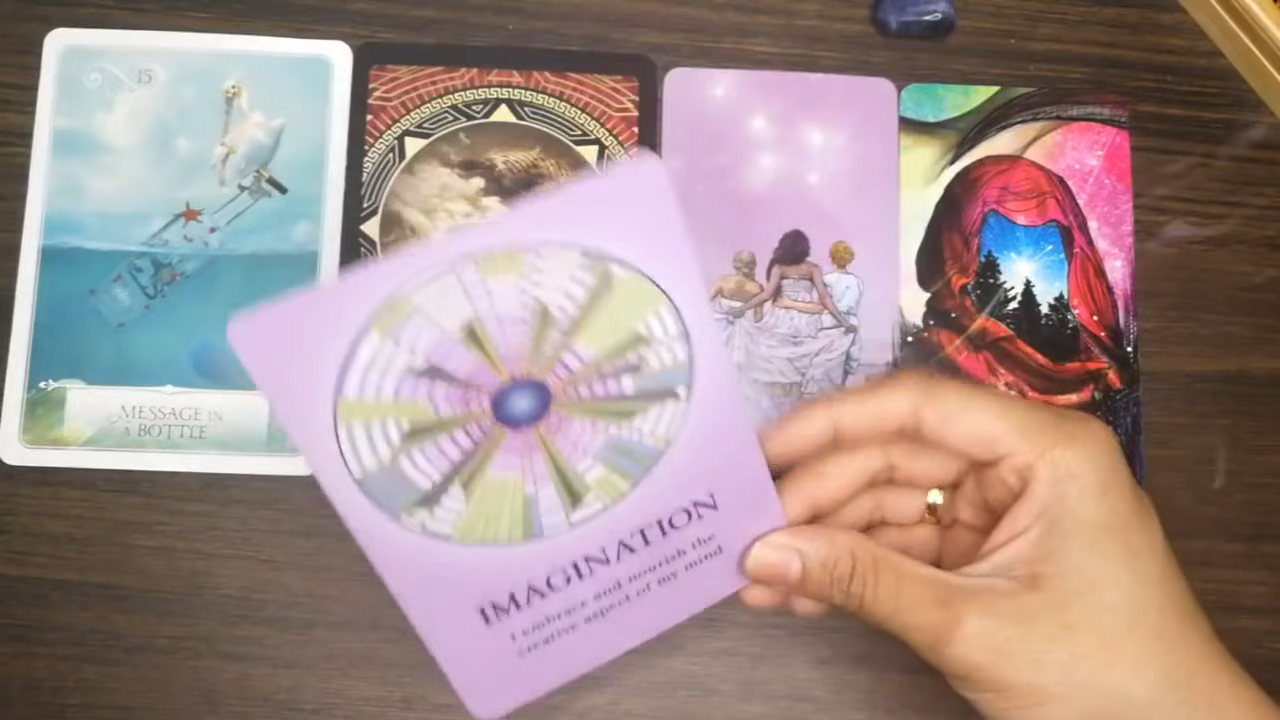 15
MESSAGE IN
A BOTTLE
IMAGINATION
I embrace and nourish the
creative aspect of my mind